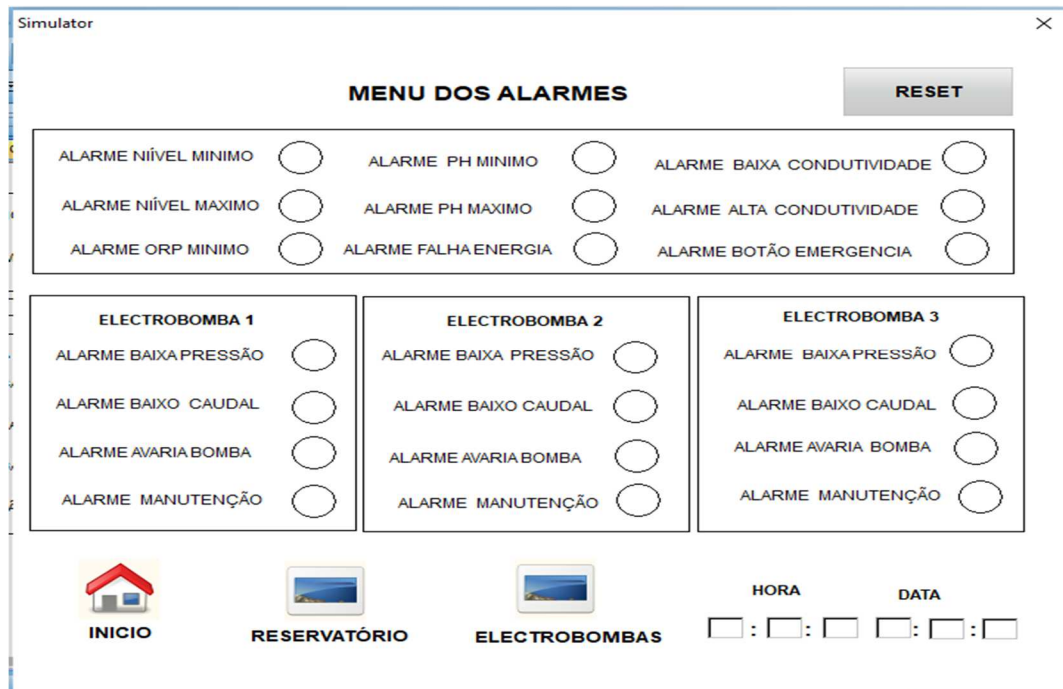 Simulator
MENU DOS ALARMES
RESET
ALARME NIÍVEL MINIMO
ALARME PH MINIMO
ALARME BAIXA CONDUTIVIDADE
ALARME NIÍVEL MAXIMO
ALARME PH MAXIMO
ALARME ALTA CONDUTIVIDADE
ALARME ORP MINIMO
ALARME FALHA ENERGIA
ALARME BOTÃO EMERGENCIA
ELECTROBOMBA 1
ALARME BAIXA PRESSÃO
ALARME BAIXO CAUDAL
ALARME AVARIA BOMBA
ALARME MANUTENÇÃO
ELECTROBOMBA 2
ALARME BAIXA PRESSÃO
ALARME BAIXO CAUDAL
ALARME AVARIA BOMBA
ALARME MANUTENÇÃO
ELECTROBOMBA 3
ALARME BAIXA PRESSÃO
ALARME BAIXO CAUDAL
ALARME AVARIA BOMBA
ALARME MANUTENÇÃO
INICIO
RESERVATÓRIO
ELECTROBOMBAS
HORA
DATA
: : : :